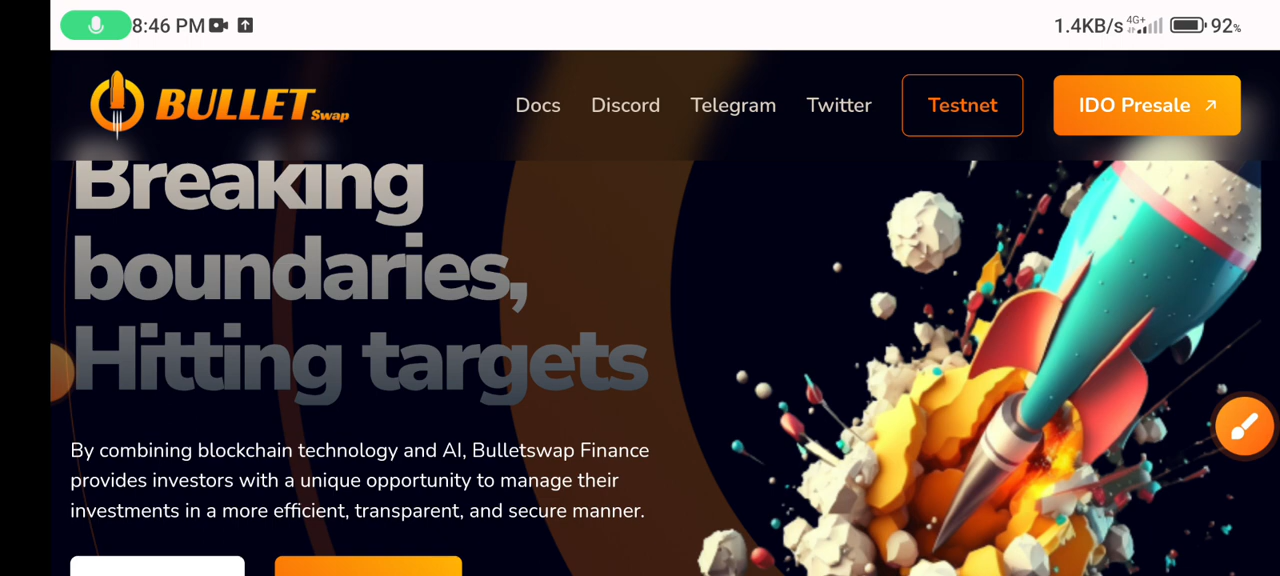 8:46 PM
1.4KB/s 4G+ 92%
BULLET Swap
Docs Discord Telegram Twitter Testnet IDO Presale
Breaking
boundaries,
Hitting targets
By combining blockchain technology and AI, Bulletswap Finance
provides investors with a unique opportunity to manage their
investments in a more efficient, transparent, and secure manner.